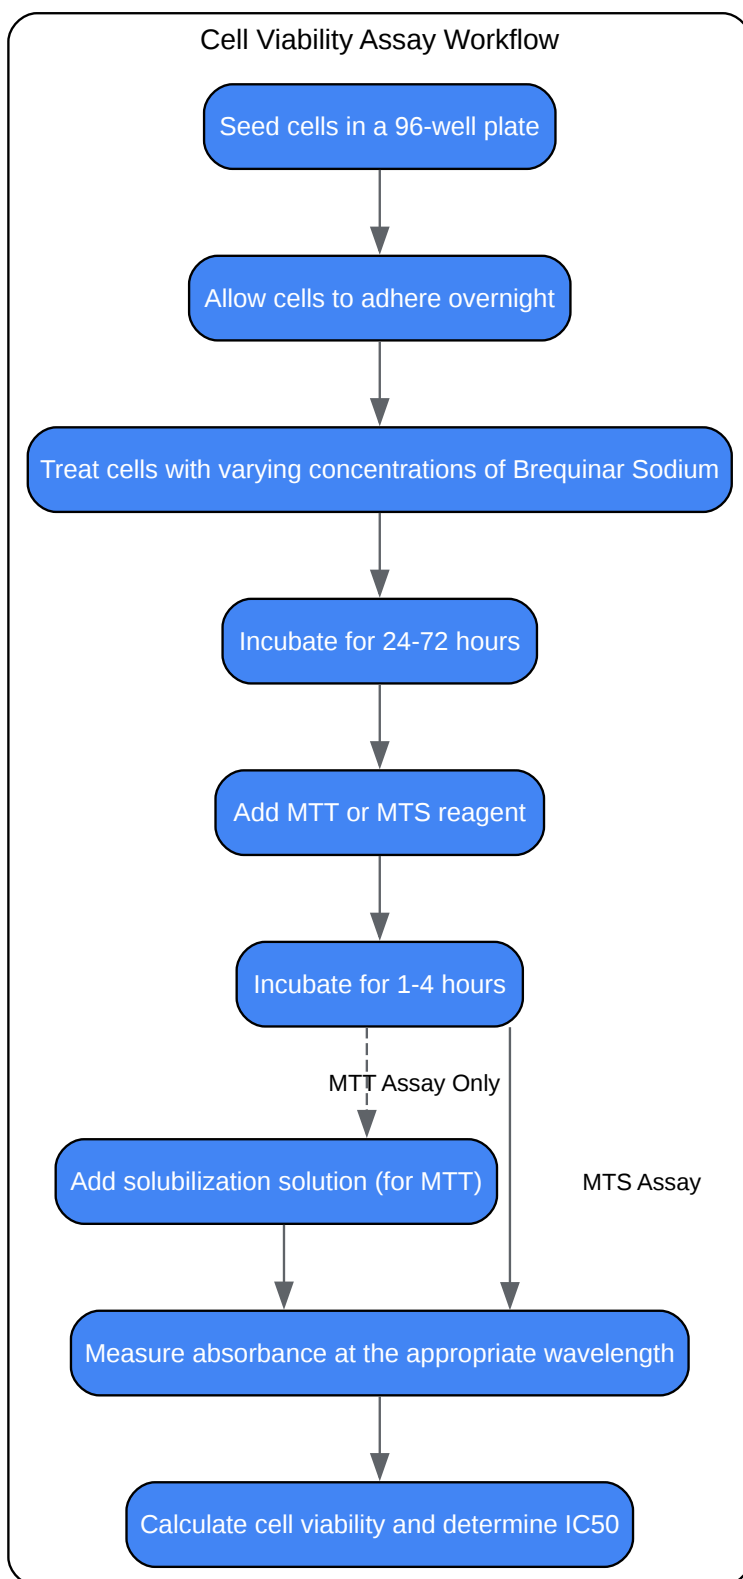 Cell Viability Assay Workflow
Seed cells in a 96-well plate
Allow cells to adhere overnight
Treat cells with varying concentrations of Brequinar Sodium
Incubate for 24-72 hours
Add MTT or MTS reagent
Incubate for 1-4 hours
MTT Assay Only
Add solubilization solution (for MTT)
MTS Assay
Measure absorbance at the appropriate wavelength
Calculate cell viability and determine IC50